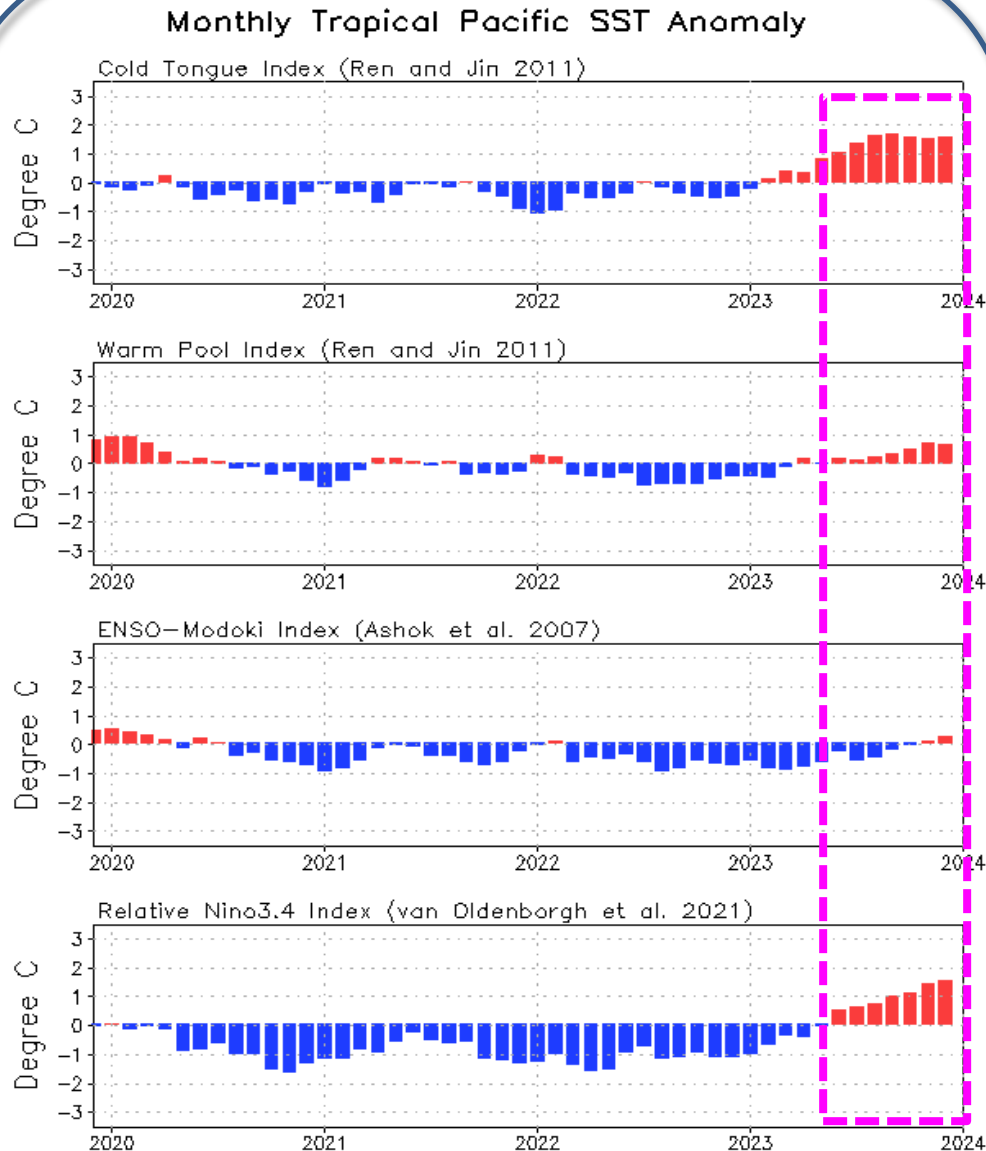 Monthly Trapical Pacific SST Anomaly
Cold Tongue Index (Ren and Jin 2011)
Degree C
3
2
1
0
−1
−2
−3
2020 2021 2022 2023 2024
Warm Pool Index (Ren and Jin 2011)
Degree C
3
2
1
0
−1
−2
−3
2020 2021 2022 2023 2024
ENSO−Modoki Index (Ashok et al. 2007)
Degree C
3
2
1
0
−1
−2
−3
2020 2021 2022 2023 2024
Relative Nino3.4 Index (van Oldenborgh et al. 2021)
Degree C
3
2
1
0
−1
−2
−3
2020 2021 2022 2023 2024